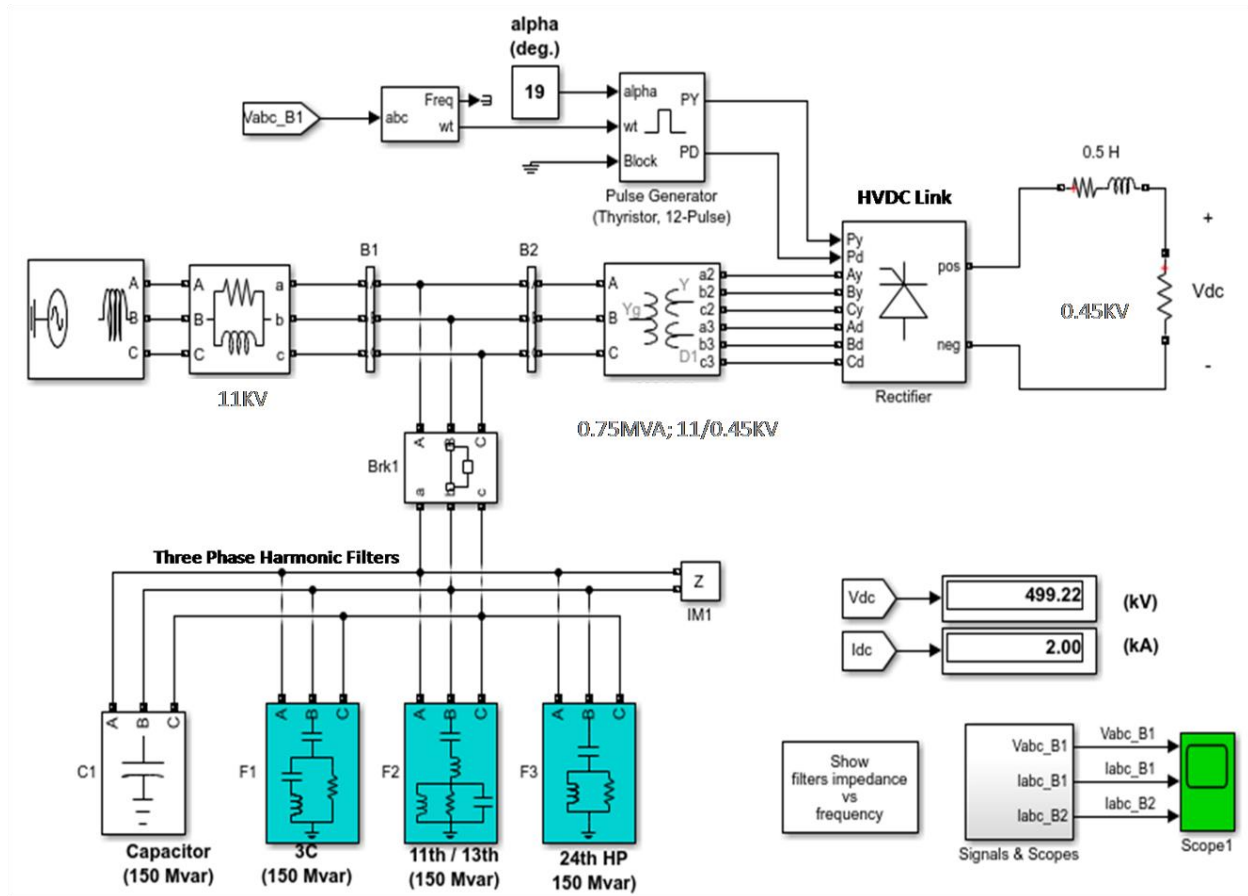 alpha
(deg.)
19
Vabc_B1
abc
Freq
wt
alpha
wt
Block
PY
PD
Pulse Generator
(Thyristor, 12-Pulse)
0.5 H
HVDC Link
B1
B2
A
B
C
A
B
C
a
b
c
11KV
A
B
C
Yg
Y
D1
a2
b2
c2
a3
b3
c3
0.75MVA; 11/0.45KV
Py
Pd
Ay
By
Cy
Ad
Bd
Cd
pos
neg
Rectifier
+
Vdc
-
0.45KV
A
B
C
Brk1
a
b
c
Three Phase Harmonic Filters
Z
IM1
Vdc
499.22
(kV)
Idc
2.00
(kA)
A B C
C1
A B C
F1
A B C
F2
A B C
F3
Capacitor
(150 Mvar)
3C
(150 Mvar)
11th / 13th
(150 Mvar)
24th HP
150 Mvar)
Show
filters impedance
vs
frequency
Vabc_B1
Iabc_B1
Iabc_B2
Vabc_B1
Iabc_B1
Iabc_B2
Signals & Scopes
Scope1